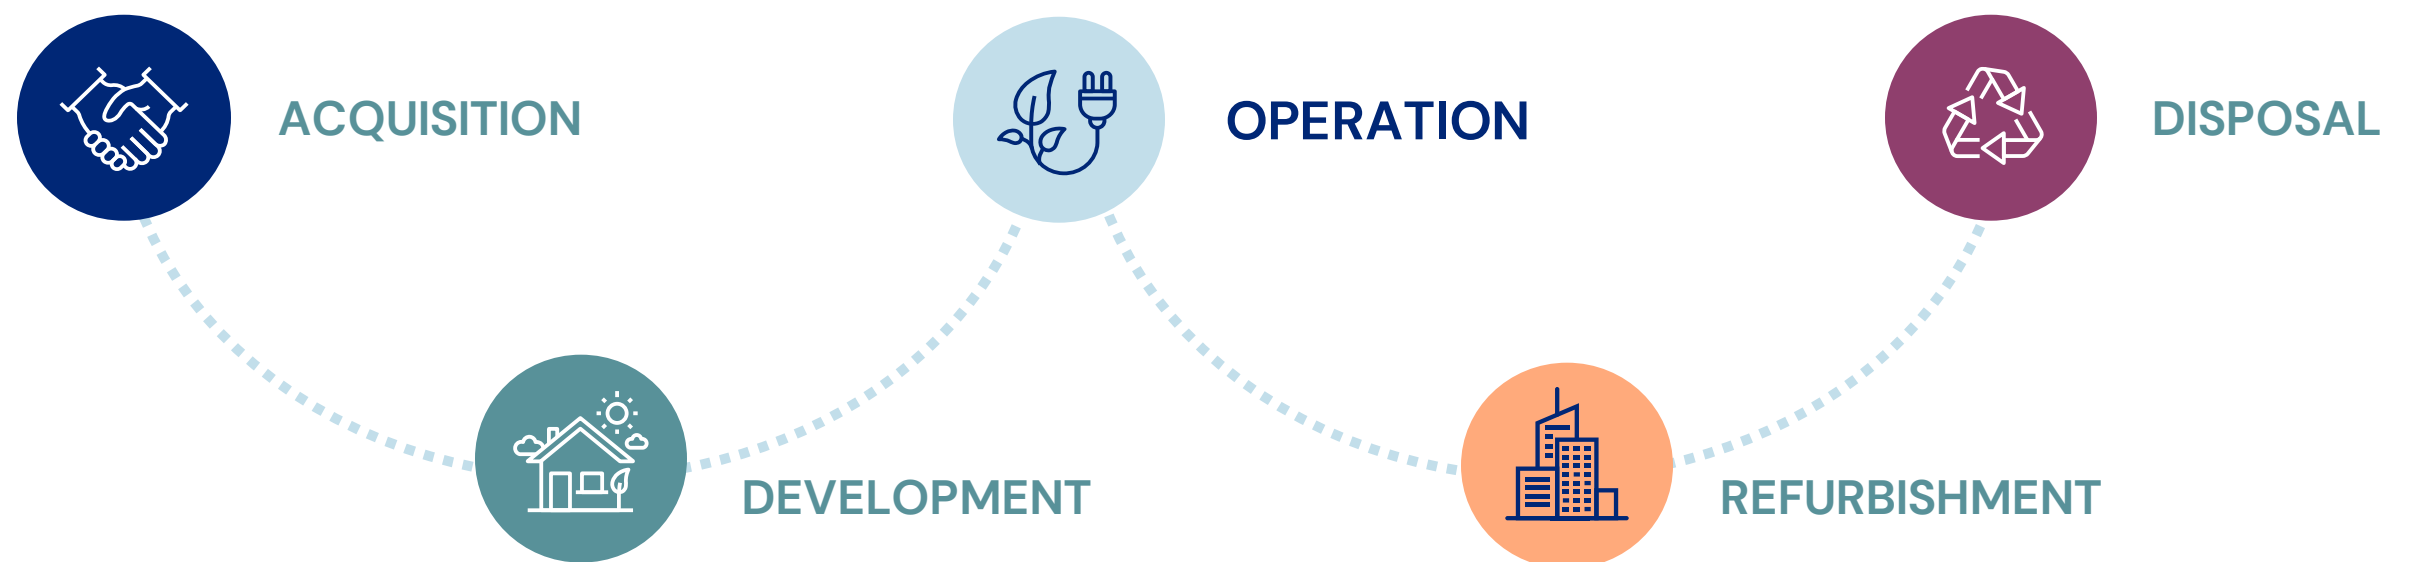 ACQUISITION
DEVELOPMENT
OPERATION
REFURBISHMENT
DISPOSAL